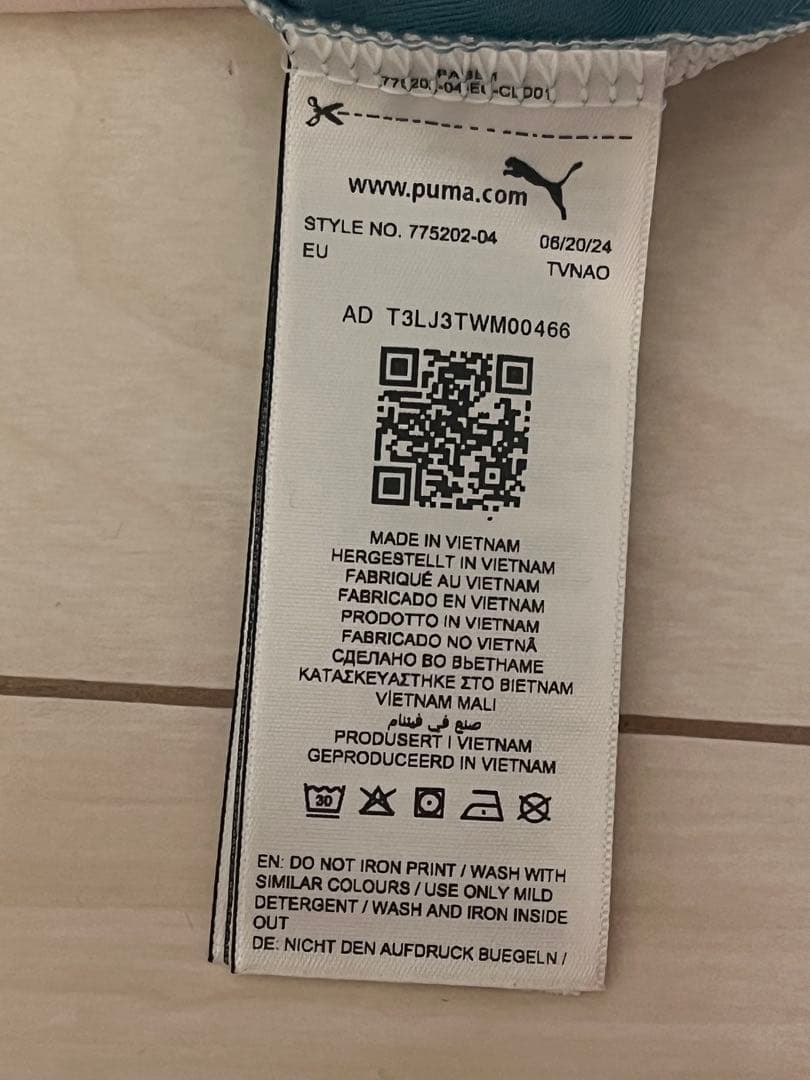 www.puma.com
STYLE NO. 775202-04 06/20/24
EU TVNAO
AD T3LJ3TWM00466
MADE IN VIETNAM
HERGESTELLT IN VIETNAM
FABRIQUÉ AU VIETNAM
FABRICADO EN VIETNAM
PRODOTTO IN VIETNAM
FABRICADO NO VIETNÃ
СДЕЛАНО ВО ВЬЕТНАМЕ
ΚΑΤΑΣΚΕΥΑΣΤΗΚΕ ΣΤΟ ΒΙΕΤΝΑΜ
VİETNAM MALI
صنع في فيتنام
PRODUSERT I VIETNAM
GEPRODUCEERD IN VIETNAM
30
EN: DO NOT IRON PRINT / WASH WITH
SIMILAR COLOURS / USE ONLY MILD
DETERGENT / WASH AND IRON INSIDE
OUT
DE: NICHT DEN AUFDRUCK BUEGELN /